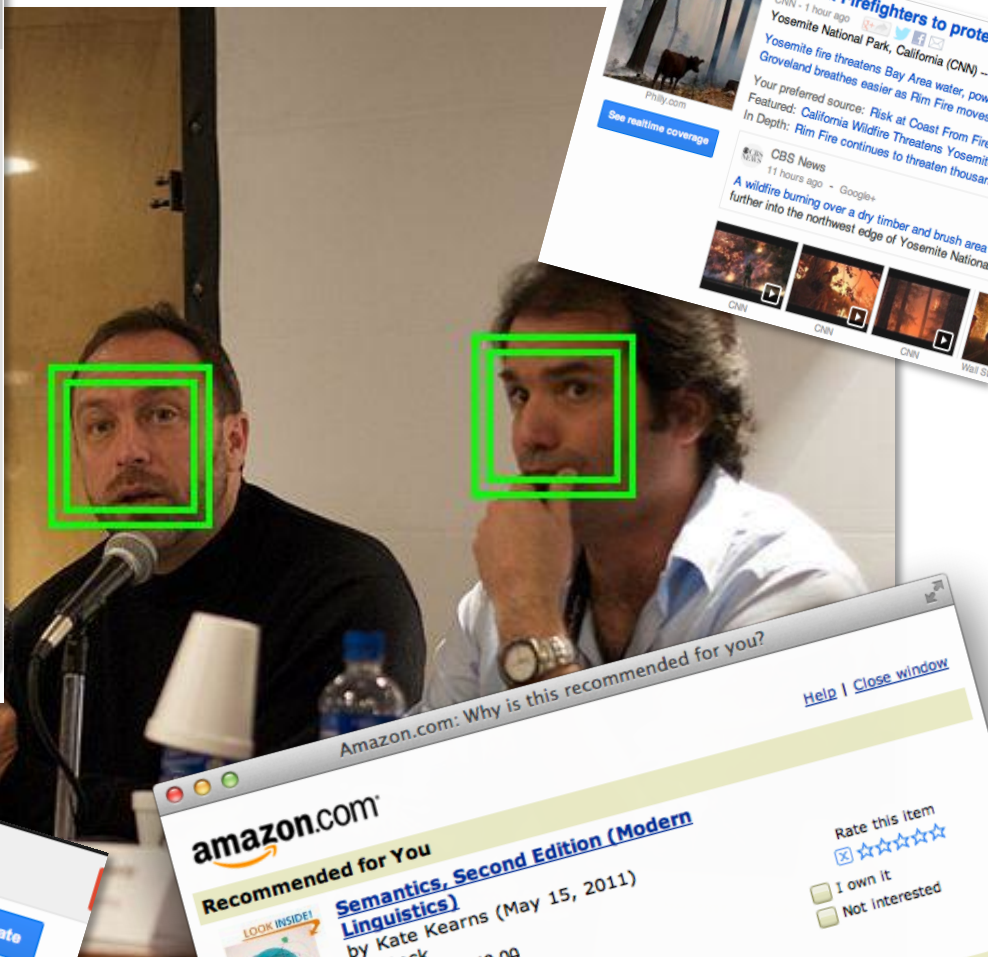 Firefighters to prote
CNN - 1 hour ago
Yosemite National Park, California (CNN) --
Yosemite fire threatens Bay Area water, pow
Groveland breathes easier as Rim Fire moves
Your preferred source: Risk at Coast From Fire
Featured: California Wildfire Threatens Yosemit
In Depth: Rim Fire continues to threaten thousan
Philly.com
See realtime coverage
CBS NEWS
CBS News
11 hours ago - Google+
A wildfire burning over a dry timber and brush area
further into the northwest edge of Yosemite Nationa
CNN
CNN
CNN
Wall S
Amazon.com: Why is this recommended for you?
Help | Close window
amazon.com
Recommended for You
LOOK INSIDE!
Semantics, Second Edition (Modern
Linguistics)
by Kate Kearns (May 15, 2011)
Rate this item
I own it
Not interested
ate